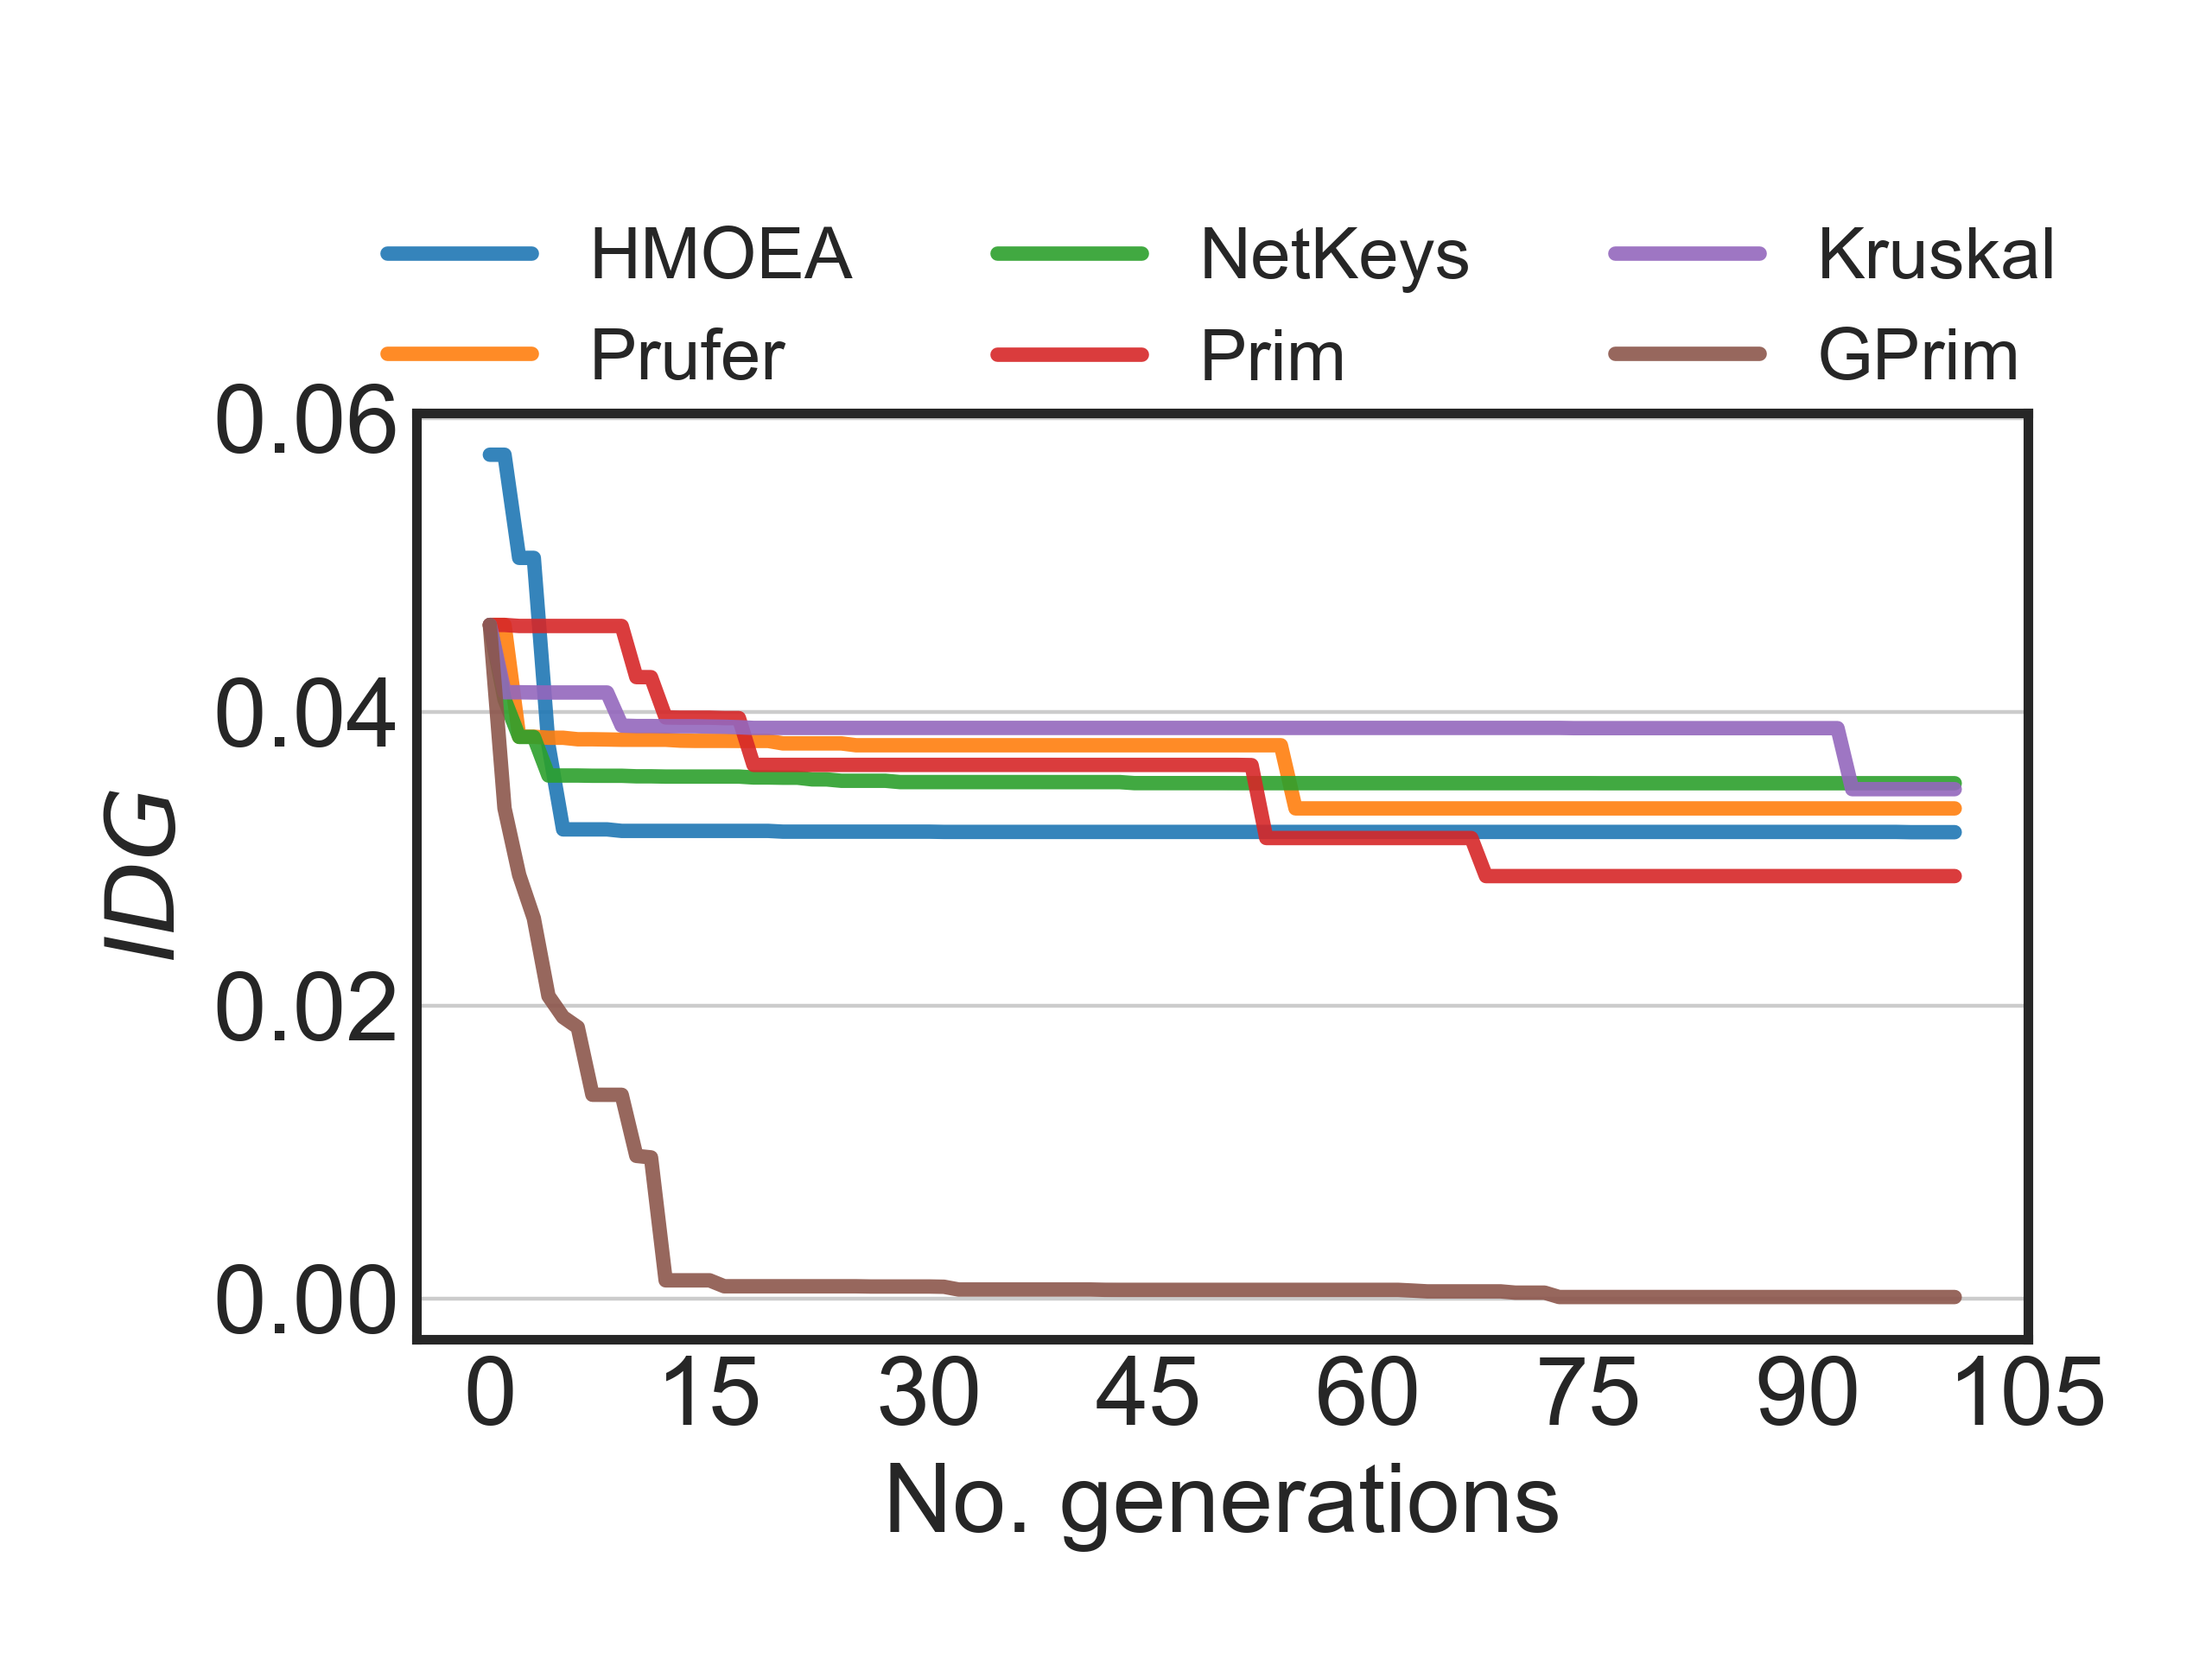 HMOEA NetKeys Kruskal
Prufer Prim GPrim
0.06
0.04
0.02
0.00
IDG
0 15 30 45 60 75 90 105
No. generations